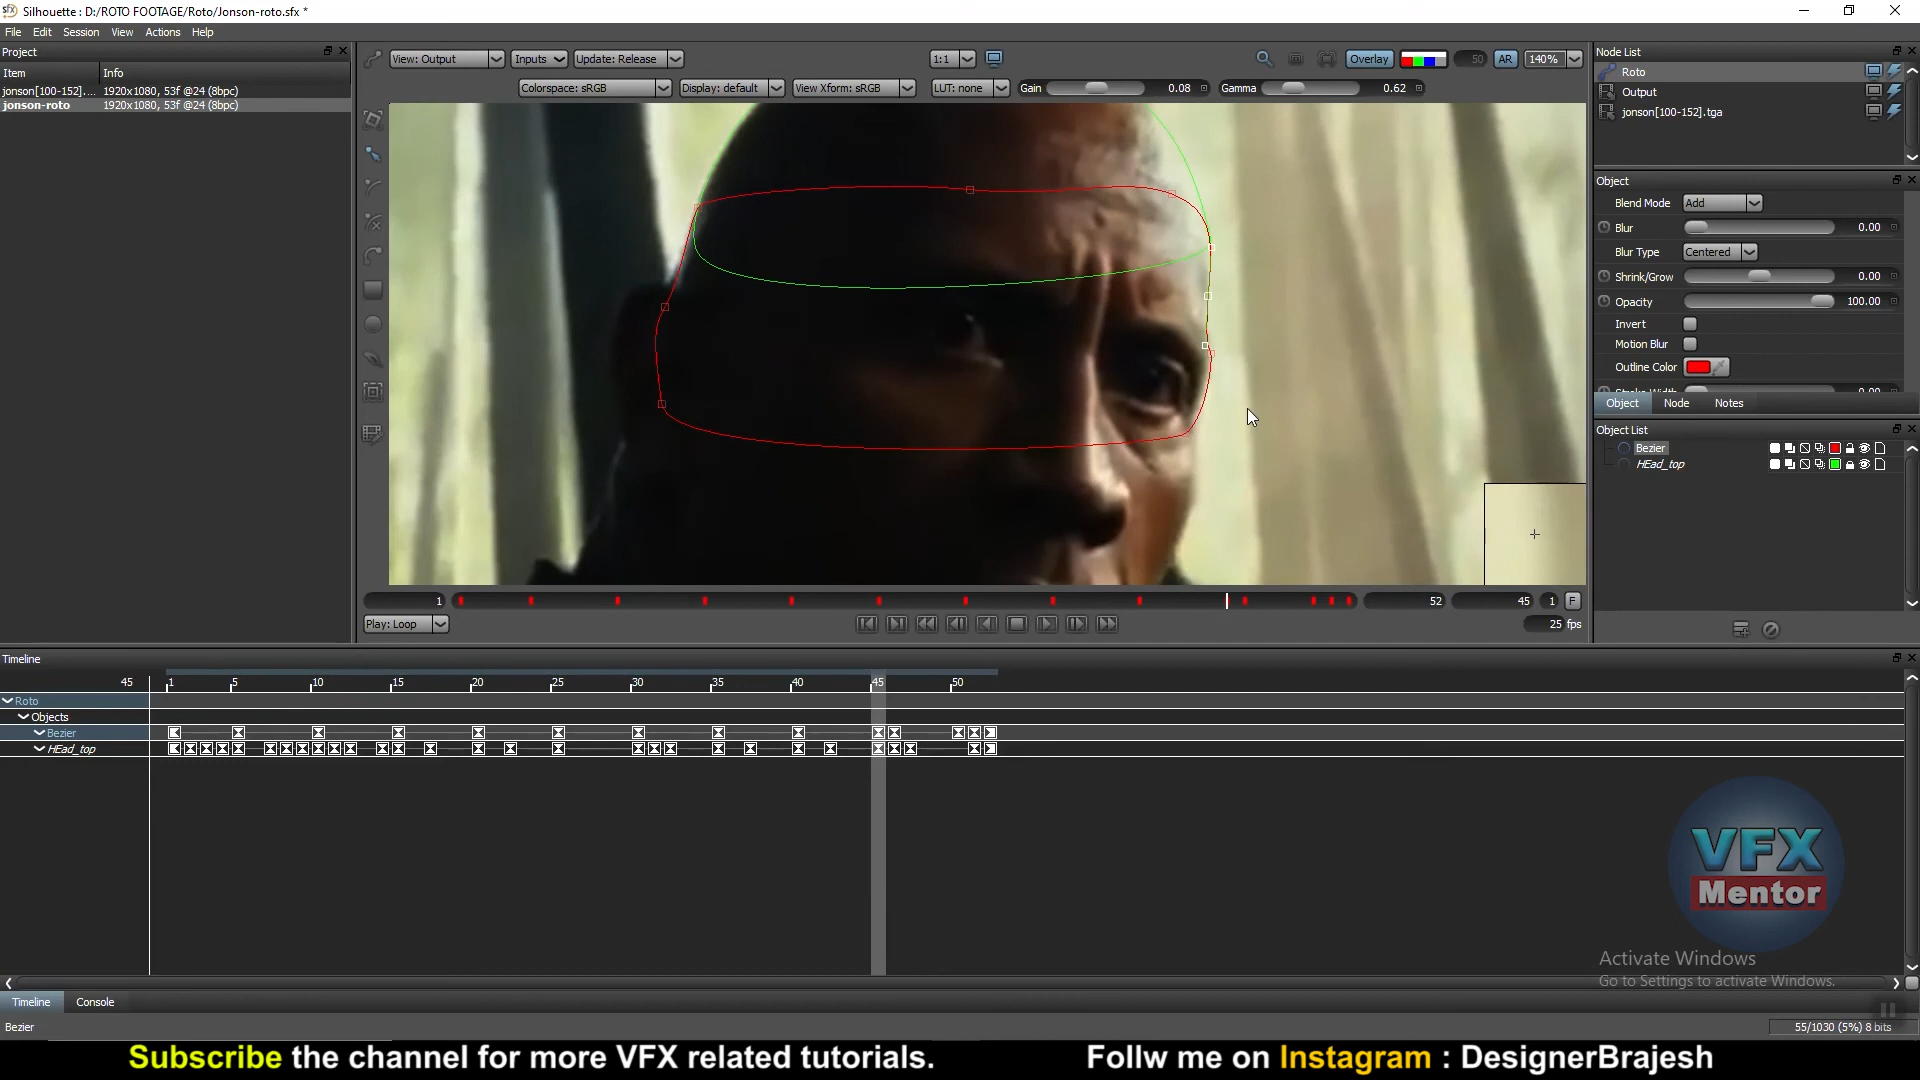 Silhouette : D:/ROTO FOOTAGE/Roto/Jonson-roto.sfx *
File Edit Session View Actions Help
Project
Item Info
jonson[100-152].... 1920x1080, 53f @24 (8bpc)
jonson-roto 1920x1080, 53f @24 (8bpc)
View: Output Inputs Update: Release 1:1 Overlay 50 AR 140%
Colorspace: sRGB Display: default View Xform: sRGB LUT: none Gain 0.08 Gamma 0.62
Node List
Roto
Output
jonson[100-152].tga
Object
Blend Mode Add
Blur 0.00
Blur Type Centered
Shrink/Grow 0.00
Opacity 100.00
Invert
Motion Blur
Outline Color
Object Node Notes
Object List
Bezier
HEad_top
1 52 45 1 F
Play: Loop 25 fps
Timeline
45 1 5 10 15 20 25 30 35 40 45 50
Roto
Objects
Bezier
HEad_top
VFX
Mentor
Activate Windows
Go to Settings to activate Windows.
Timeline Console
Bezier 55/1030 (5%) 8 bits
Subscribe the channel for more VFX related tutorials. Follw me on Instagram : DesignerBrajesh